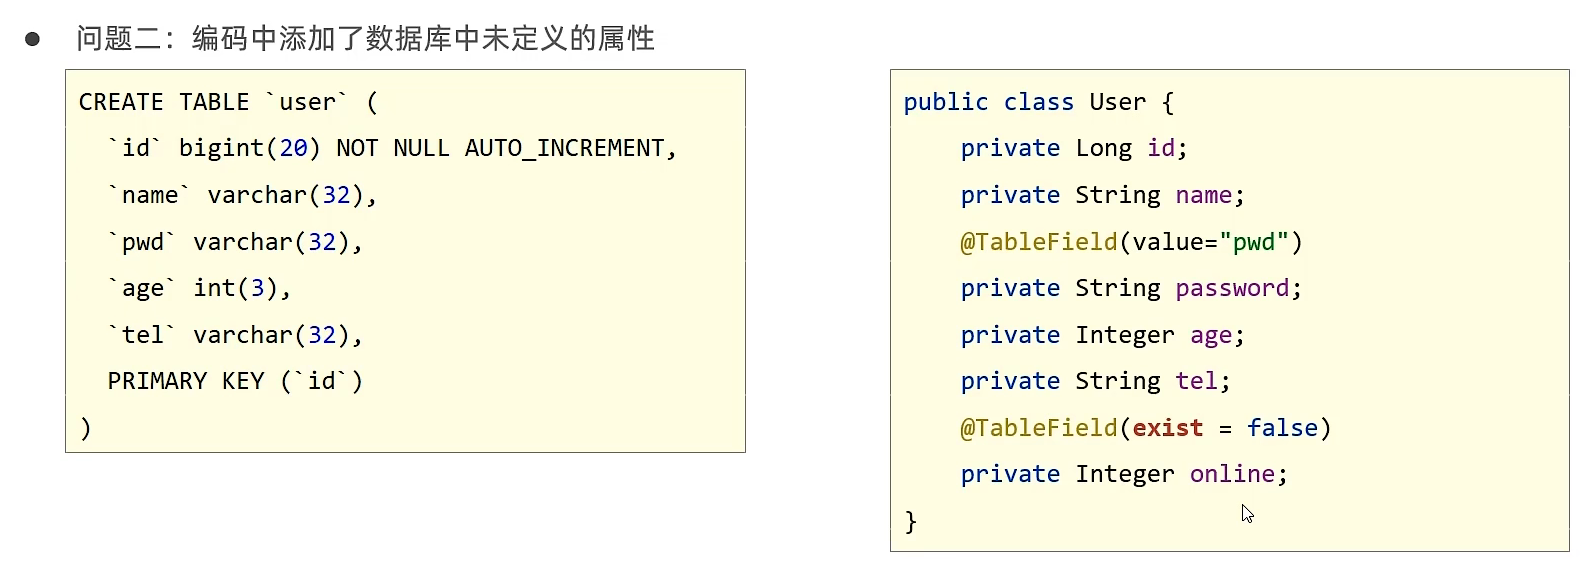 ● 问题二：编码中添加了数据库中未定义的属性
CREATE TABLE `user` (
`id` bigint(20) NOT NULL AUTO_INCREMENT,
`name` varchar(32),
`pwd` varchar(32),
`age` int(3),
`tel` varchar(32),
PRIMARY KEY (`id`)
)
public class User {
private Long id;
private String name;
@TableField(value="pwd")
private String password;
private Integer age;
private String tel;
@TableField(exist = false)
private Integer online;
}